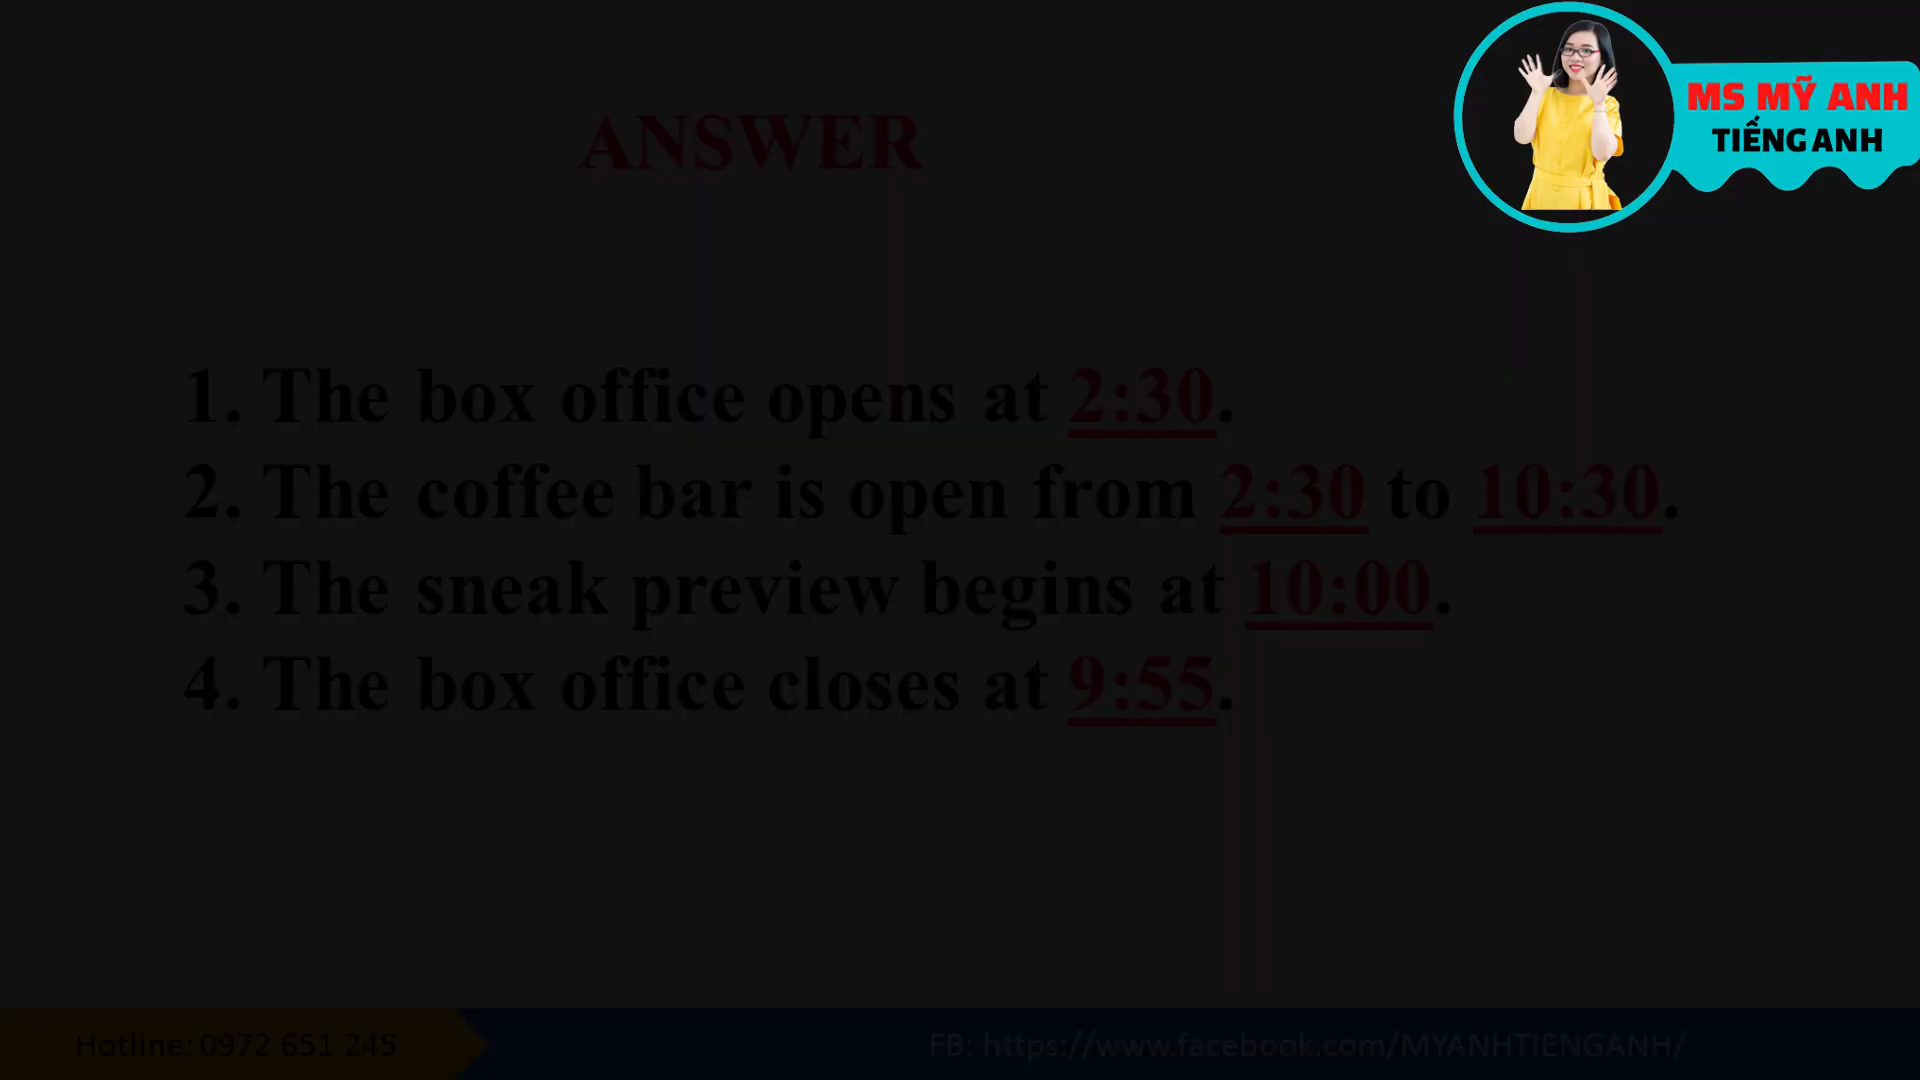 MS MỸ ANH
TIẾNG ANH
ANSWER
1. The box office opens at 2:30.
2. The coffee bar is open from 2:30 to 10:30.
3. The sneak preview begins at 10:00.
4. The box office closes at 9:55.
Hotline: 0972 651 245
FB: https://www.facebook.com/MYANHTIENGANH/